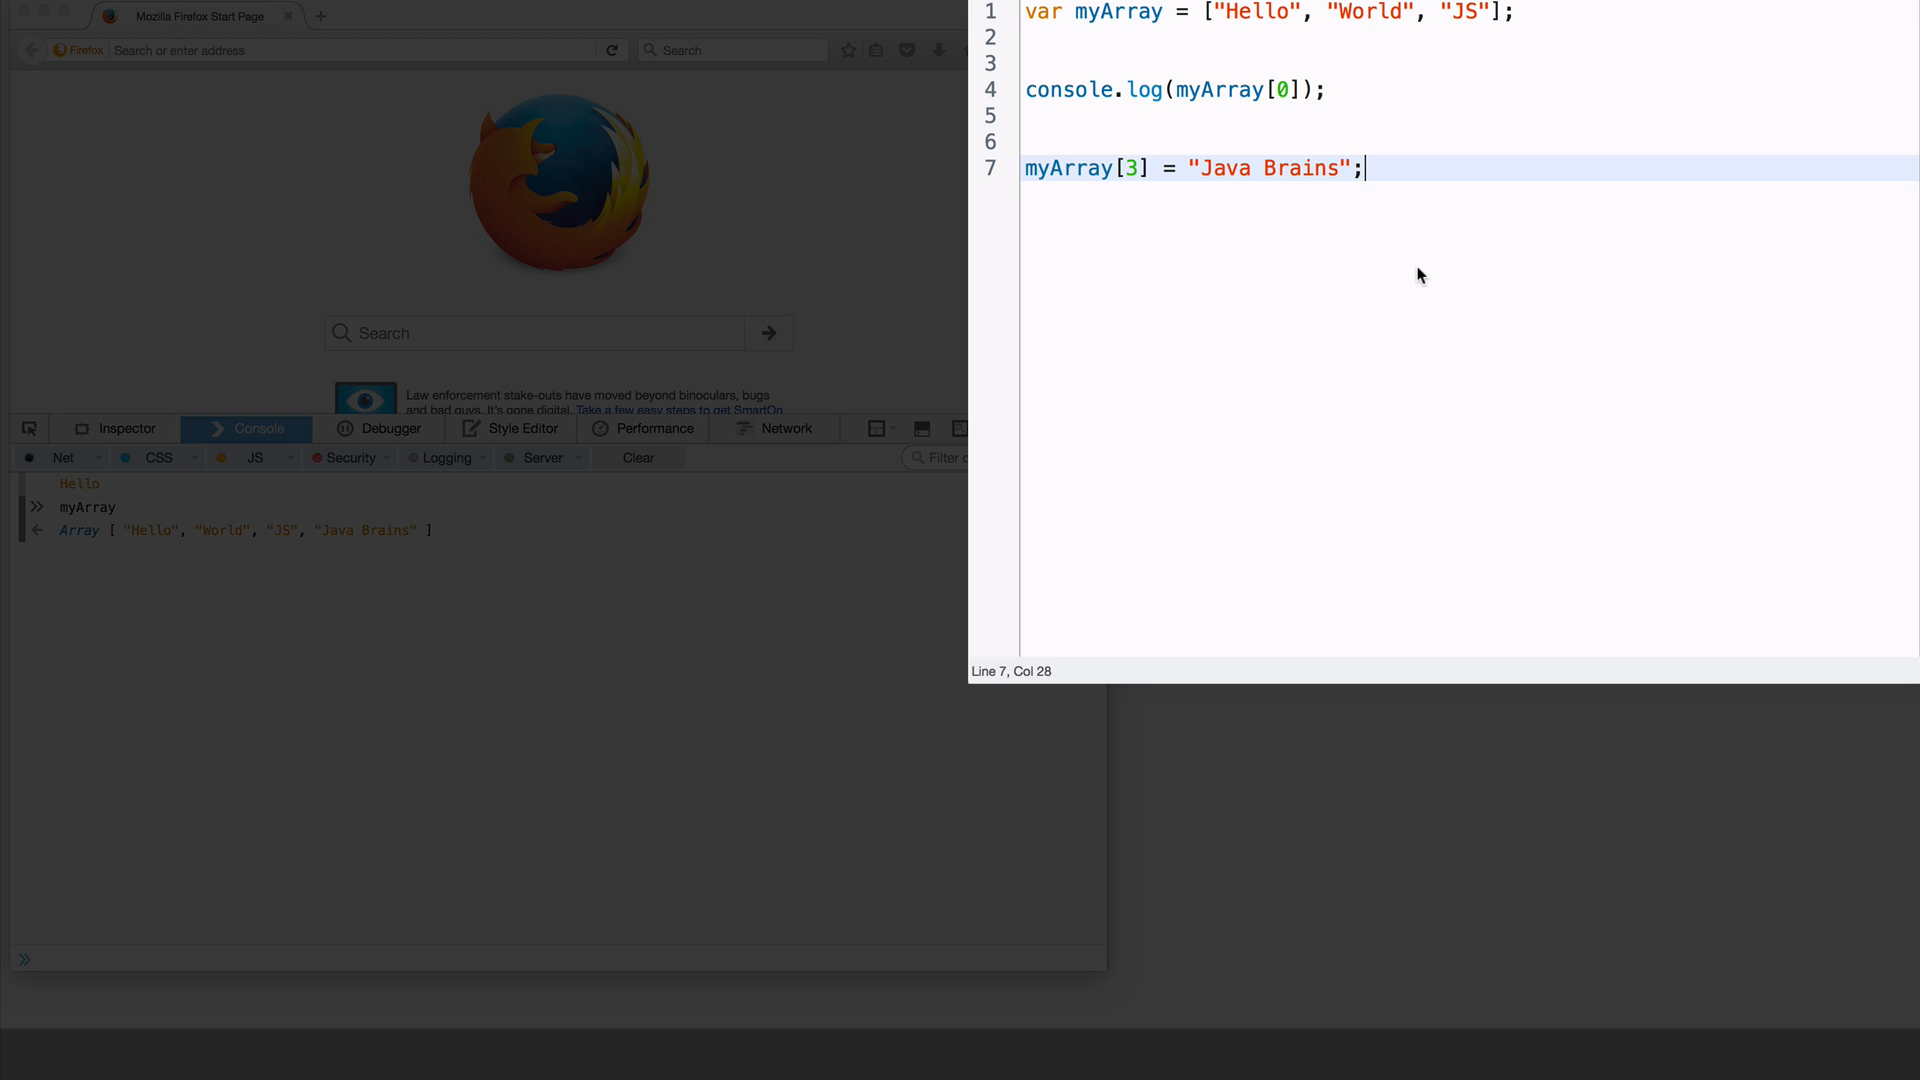 Mozilla Firefox Start Page
Firefox Search or enter address
Search
Search
Law enforcement stake-outs have moved beyond binoculars, bugs
and bad guys. It's gone digital. Take a few easy steps to get SmartOn
Inspector Console Debugger Style Editor Performance Network
Net CSS JS Security Logging Server Clear Filter
Hello
myArray
Array [ "Hello", "World", "JS", "Java Brains" ]
1 var myArray = ["Hello", "World", "JS"];
2
3
4 console.log(myArray[0]);
5
6
7 myArray[3] = "Java Brains";
Line 7, Col 28